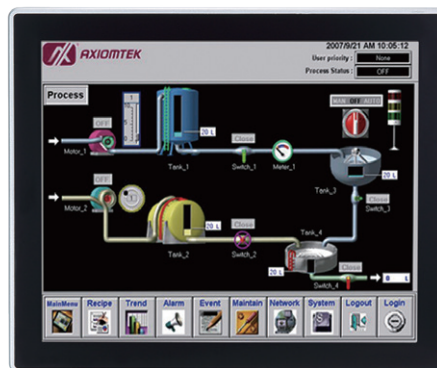 AXIOMTEK
2007/9/21 AM 10:05:12
User priority : None
Process Status : OFF
Process
OFF
MAN OFF AUTO
20 L
Close
Motor_1
Tank_1
Switch_1
Meter_1
Tank_3
20 L
OFF
Motor_2
Tank_4
Switch_3
20 L
Close
Tank_2
Switch_2
20 L
Close
Switch_4
0 L
MainMenu Recipe Trend Alarm Event Maintain Network System Logout Login